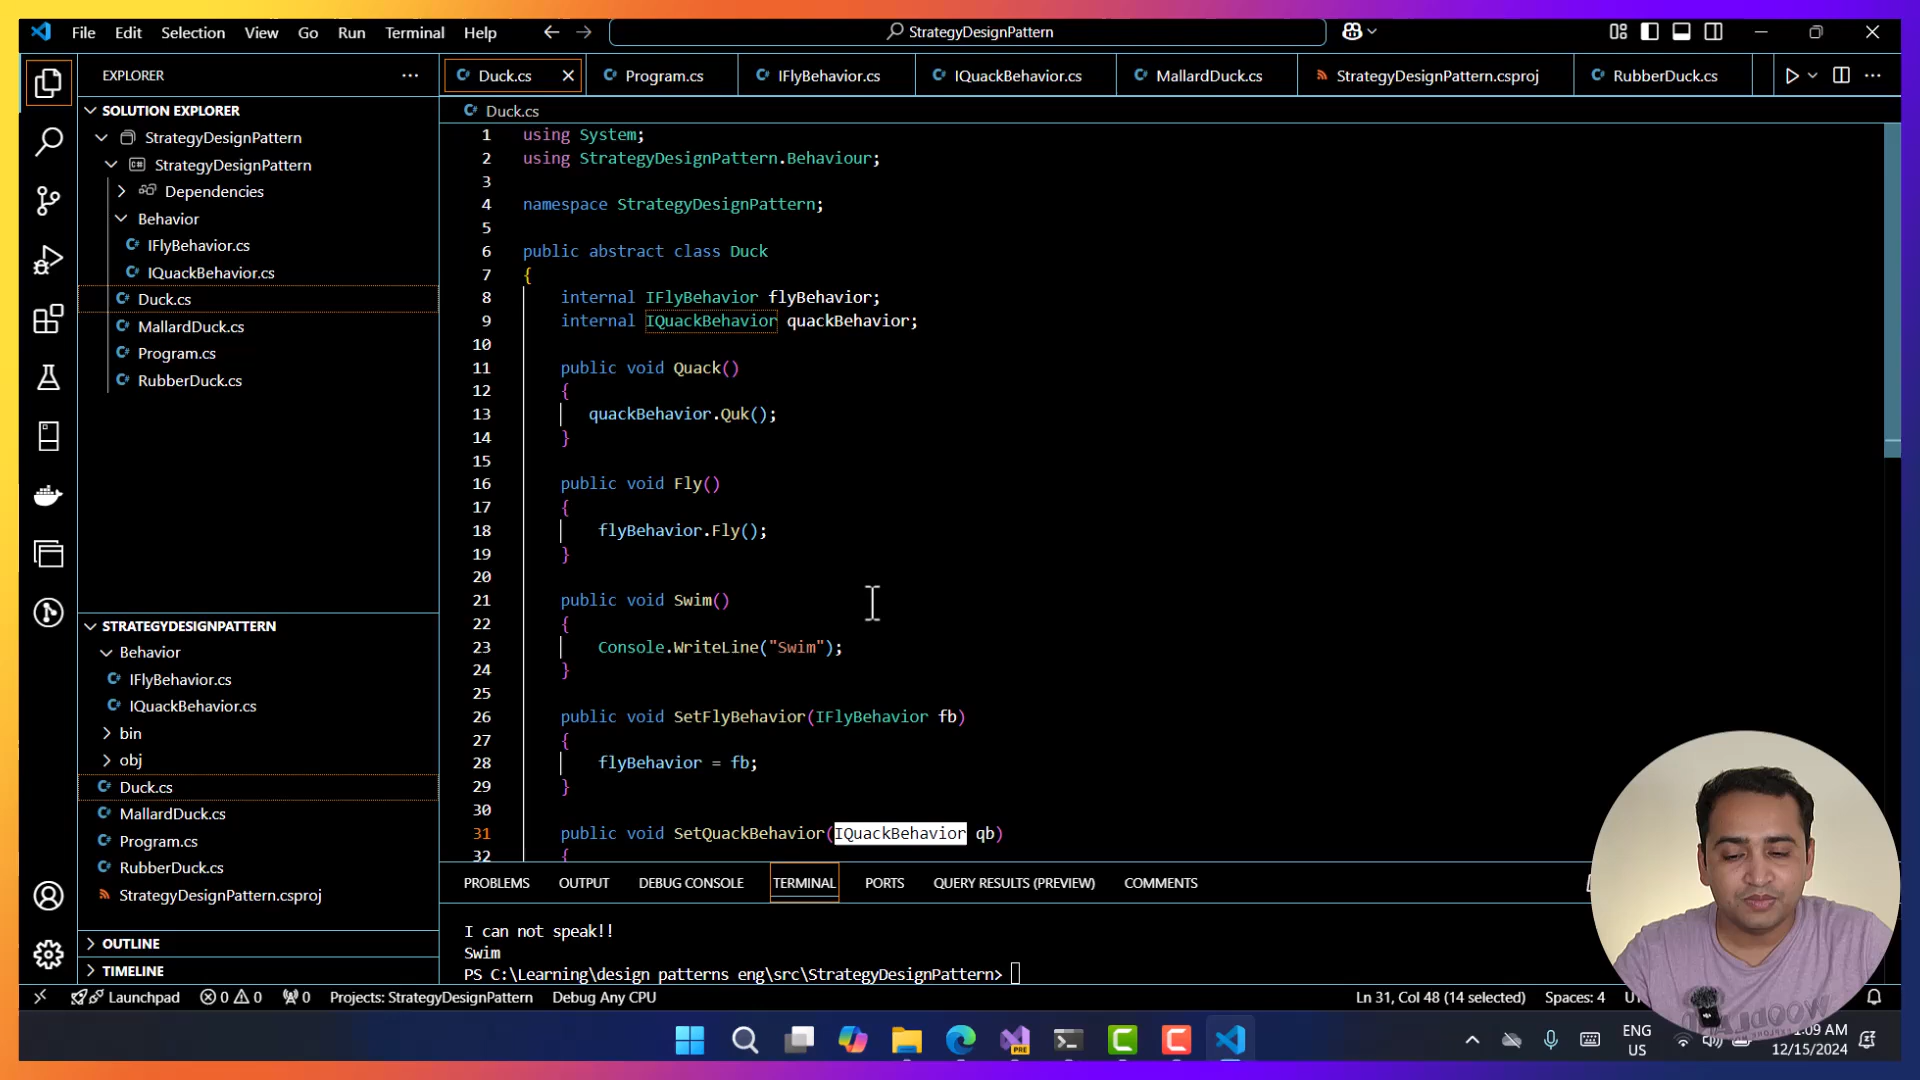 File Edit Selection View Go Run Terminal Help
StrategyDesignPattern
EXPLORER
SOLUTION EXPLORER
StrategyDesignPattern
StrategyDesignPattern
Dependencies
Behavior
IFlyBehavior.cs
IQuackBehavior.cs
Duck.cs
MallardDuck.cs
Program.cs
RubberDuck.cs
STRATEGYDESIGNPATTERN
Behavior
IFlyBehavior.cs
IQuackBehavior.cs
bin
obj
Duck.cs
MallardDuck.cs
Program.cs
RubberDuck.cs
StrategyDesignPattern.csproj
OUTLINE
TIMELINE
Duck.cs Program.cs IFlyBehavior.cs IQuackBehavior.cs MallardDuck.cs StrategyDesignPattern.csproj RubberDuck.cs
Duck.cs
1 using System;
2 using StrategyDesignPattern.Behaviour;
3
4 namespace StrategyDesignPattern;
5
6 public abstract class Duck
7 {
8 internal IFlyBehavior flyBehavior;
9 internal IQuackBehavior quackBehavior;
10
11 public void Quack()
12 {
13 quackBehavior.Quk();
14 }
15
16 public void Fly()
17 {
18 flyBehavior.Fly();
19 }
20
21 public void Swim()
22 {
23 Console.WriteLine("Swim");
24 }
25
26 public void SetFlyBehavior(IFlyBehavior fb)
27 {
28 flyBehavior = fb;
29 }
30
31 public void SetQuackBehavior(IQuackBehavior qb)
32 {
PROBLEMS OUTPUT DEBUG CONSOLE TERMINAL PORTS QUERY RESULTS (PREVIEW) COMMENTS
I can not speak!!
Swim
PS C:\Learning\design patterns eng\src\StrategyDesignPattern>
Launchpad 0 0 0 Projects: StrategyDesignPattern Debug Any CPU Ln 31, Col 48 (14 selected) Spaces: 4
PRE
ENG
US
12/15/2024